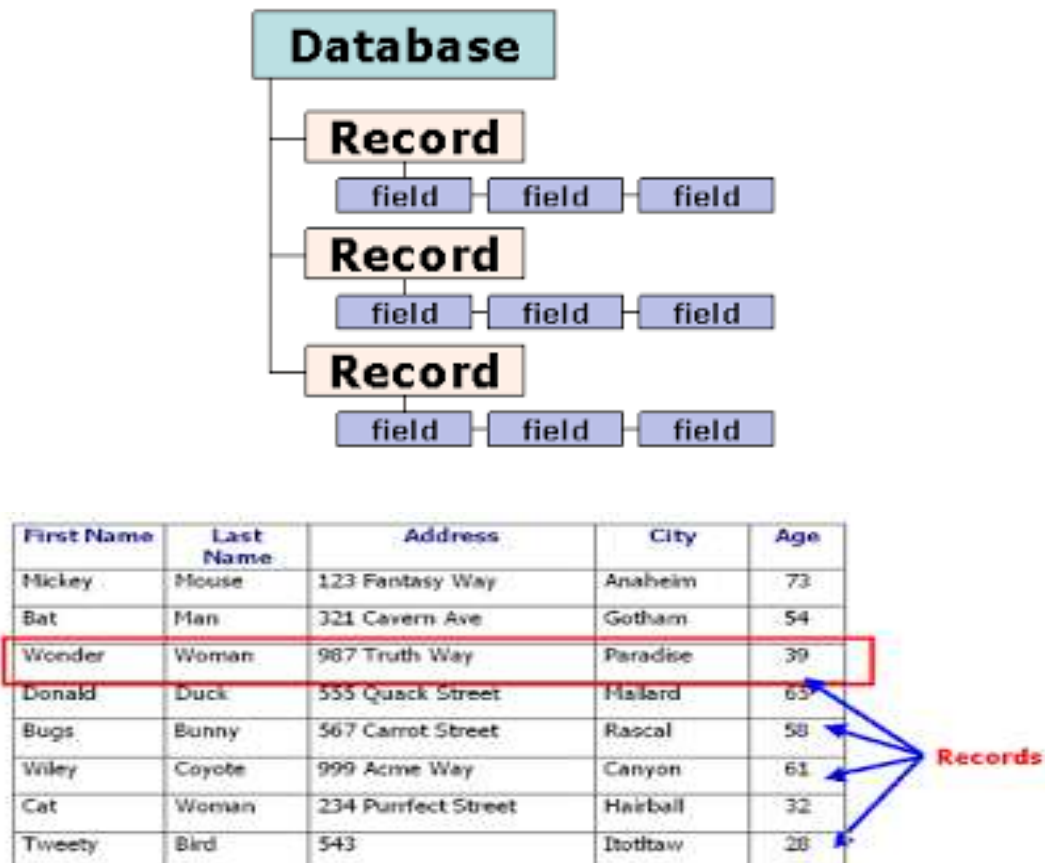 Database
Record
field field field
Record
field field field
Record
field field field
First Name Last Name Address City Age
Mickey Mouse 123 Fantasy Way Anaheim 73
Bat Man 321 Cavern Ave Gotham 54
Wonder Woman 987 Truth Way Paradise 39
Donald Duck 555 Quack Street Mallard 65
Bugs Bunny 567 Carrot Street Rascal 58
Wiley Coyote 999 Acme Way Canyon 61
Records
Cat Woman 234 Purrfect Street Hairball 32
Tweety Bird 543 Itotltaw 28